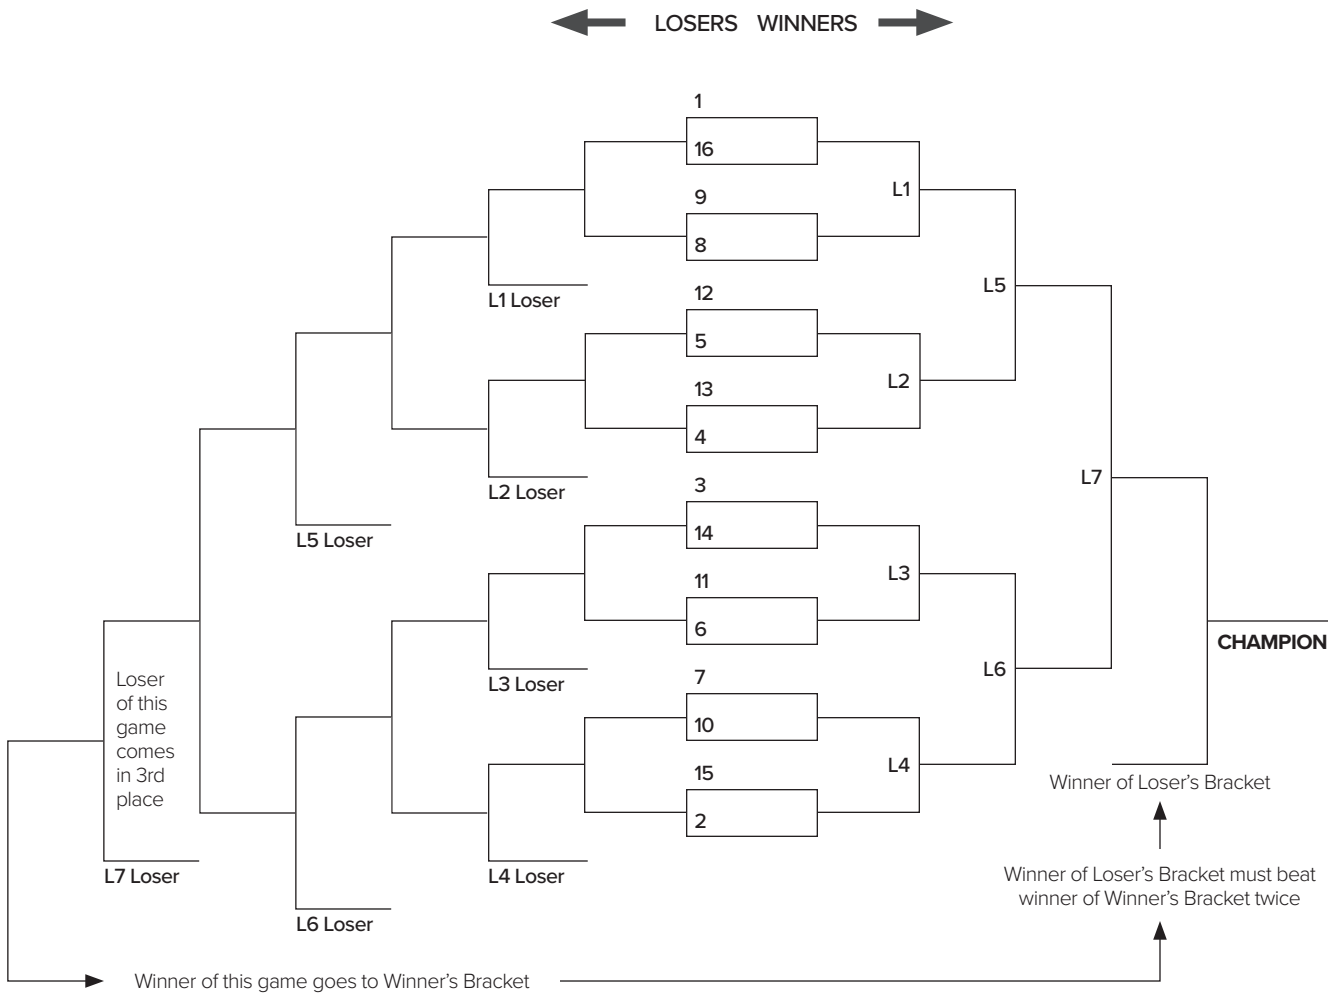 LOSERS WINNERS
1
16
9
8
L1
L1 Loser
12
5
13
4
L2
L2 Loser
L5
L5 Loser
3
14
11
6
L3
L3 Loser
7
10
15
2
L4
L4 Loser
L6
L6 Loser
L7
CHAMPION
Loser
of this
game
comes
in 3rd
place
L7 Loser
Winner of Loser’s Bracket
Winner of Loser’s Bracket must beat
winner of Winner’s Bracket twice
Winner of this game goes to Winner’s Bracket